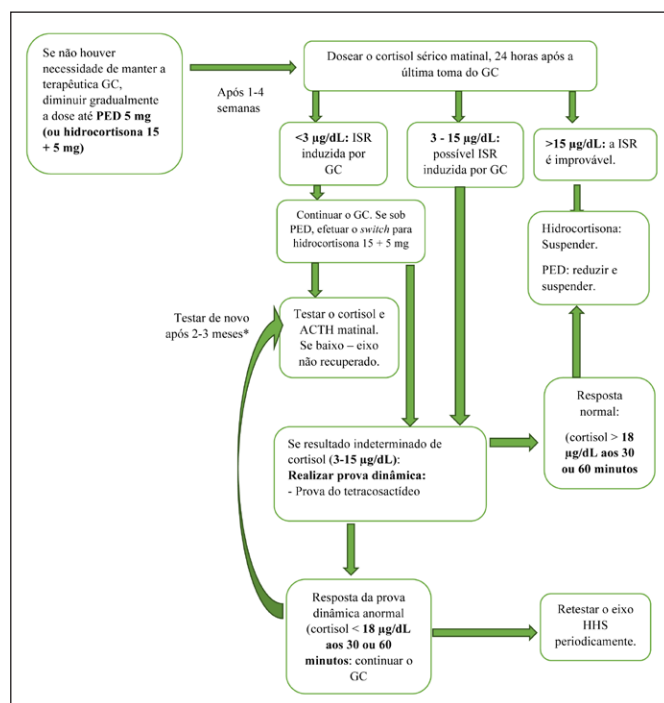 Se não houver
necessidade de manter a
terapêutica GC,
diminuir gradualmente
a dose até PED 5 mg
(ou hidrocortisona 15
+ 5 mg)
Após 1-4
semanas
Dosear o cortisol sérico matinal, 24 horas após a
última toma do GC
<3 µg/dL: ISR
induzida por
GC
3 - 15 µg/dL:
possível ISR
induzida por GC
>15 µg/dL: a ISR
é improvável.
Continuar o GC. Se sob
PED, efetuar o switch para
hidrocortisona 15 + 5 mg
Hidrocortisona:
Suspender.
PED: reduzir e
suspender.
Testar de novo
após 2-3 meses*
Testar o cortisol e
ACTH matinal.
Se baixo – eixo
não recuperado.
Se resultado indeterminado de
cortisol (3-15 µg/dL):
Realizar prova dinâmica:
- Prova do tetracosactídeo
Resposta
normal:
(cortisol > 18
µg/dL aos 30
ou 60 minutos
Resposta da prova
dinâmica anormal
(cortisol < 18 µg/dL
aos 30 ou 60
minutos: continuar o
GC
Retestar o eixo
HHS
periodicamente.